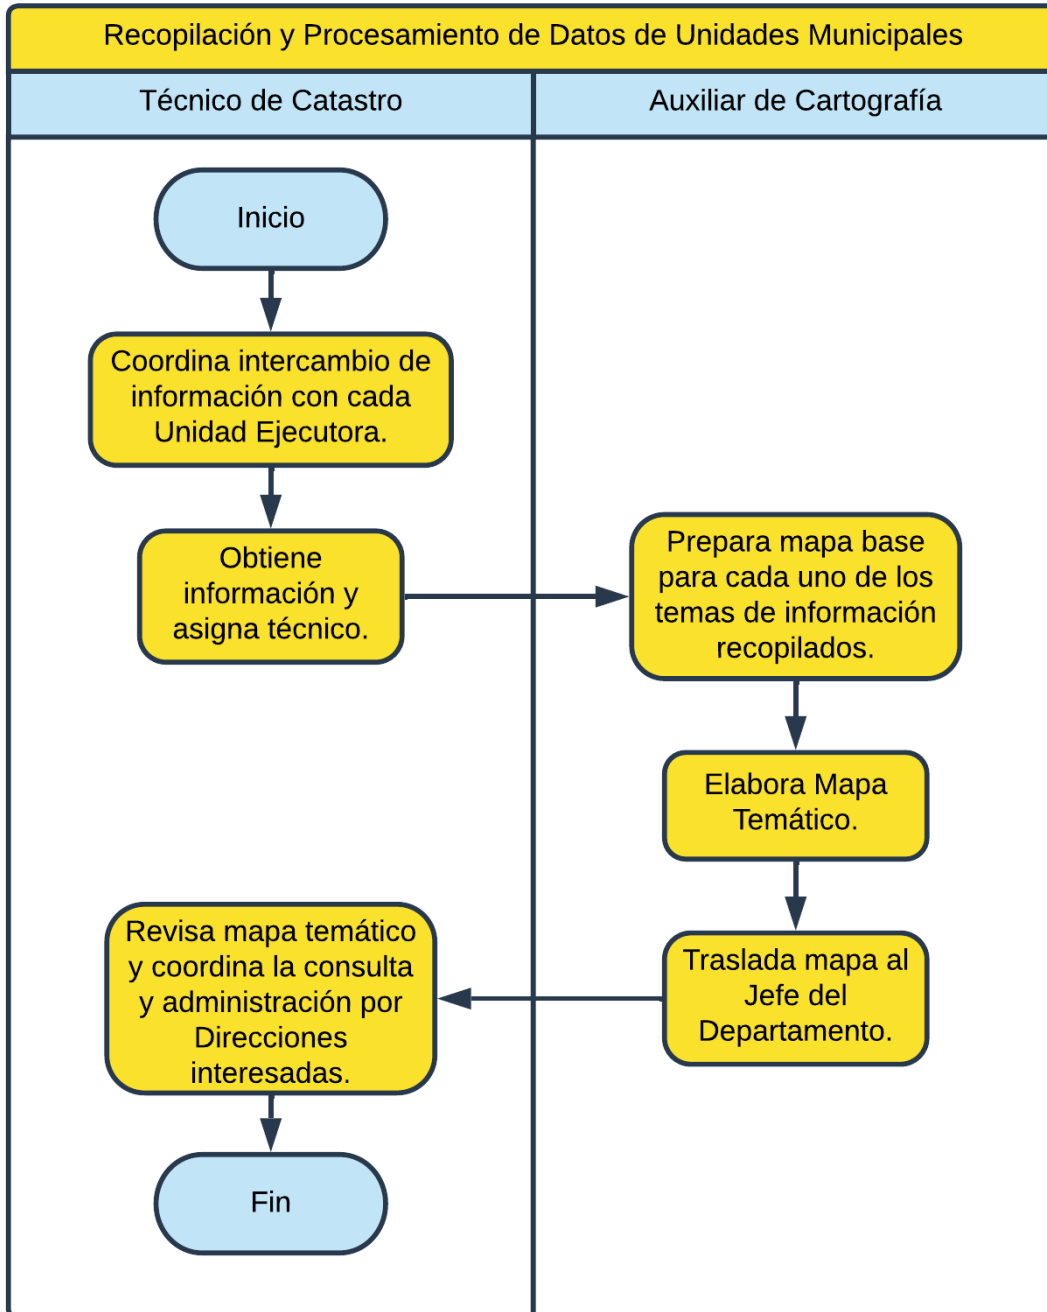 Recopilación y Procesamiento de Datos de Unidades Municipales
Técnico de Catastro
Auxiliar de Cartografía
Inicio
Coordina intercambio de
información con cada
Unidad Ejecutora.
Obtiene
información y
asigna técnico.
Prepara mapa base
para cada uno de los
temas de información
recopilados.
Elabora Mapa
Temático.
Traslada mapa al
Jefe del
Departamento.
Revisa mapa temático
y coordina la consulta
y administración por
Direcciones
interesadas.
Fin